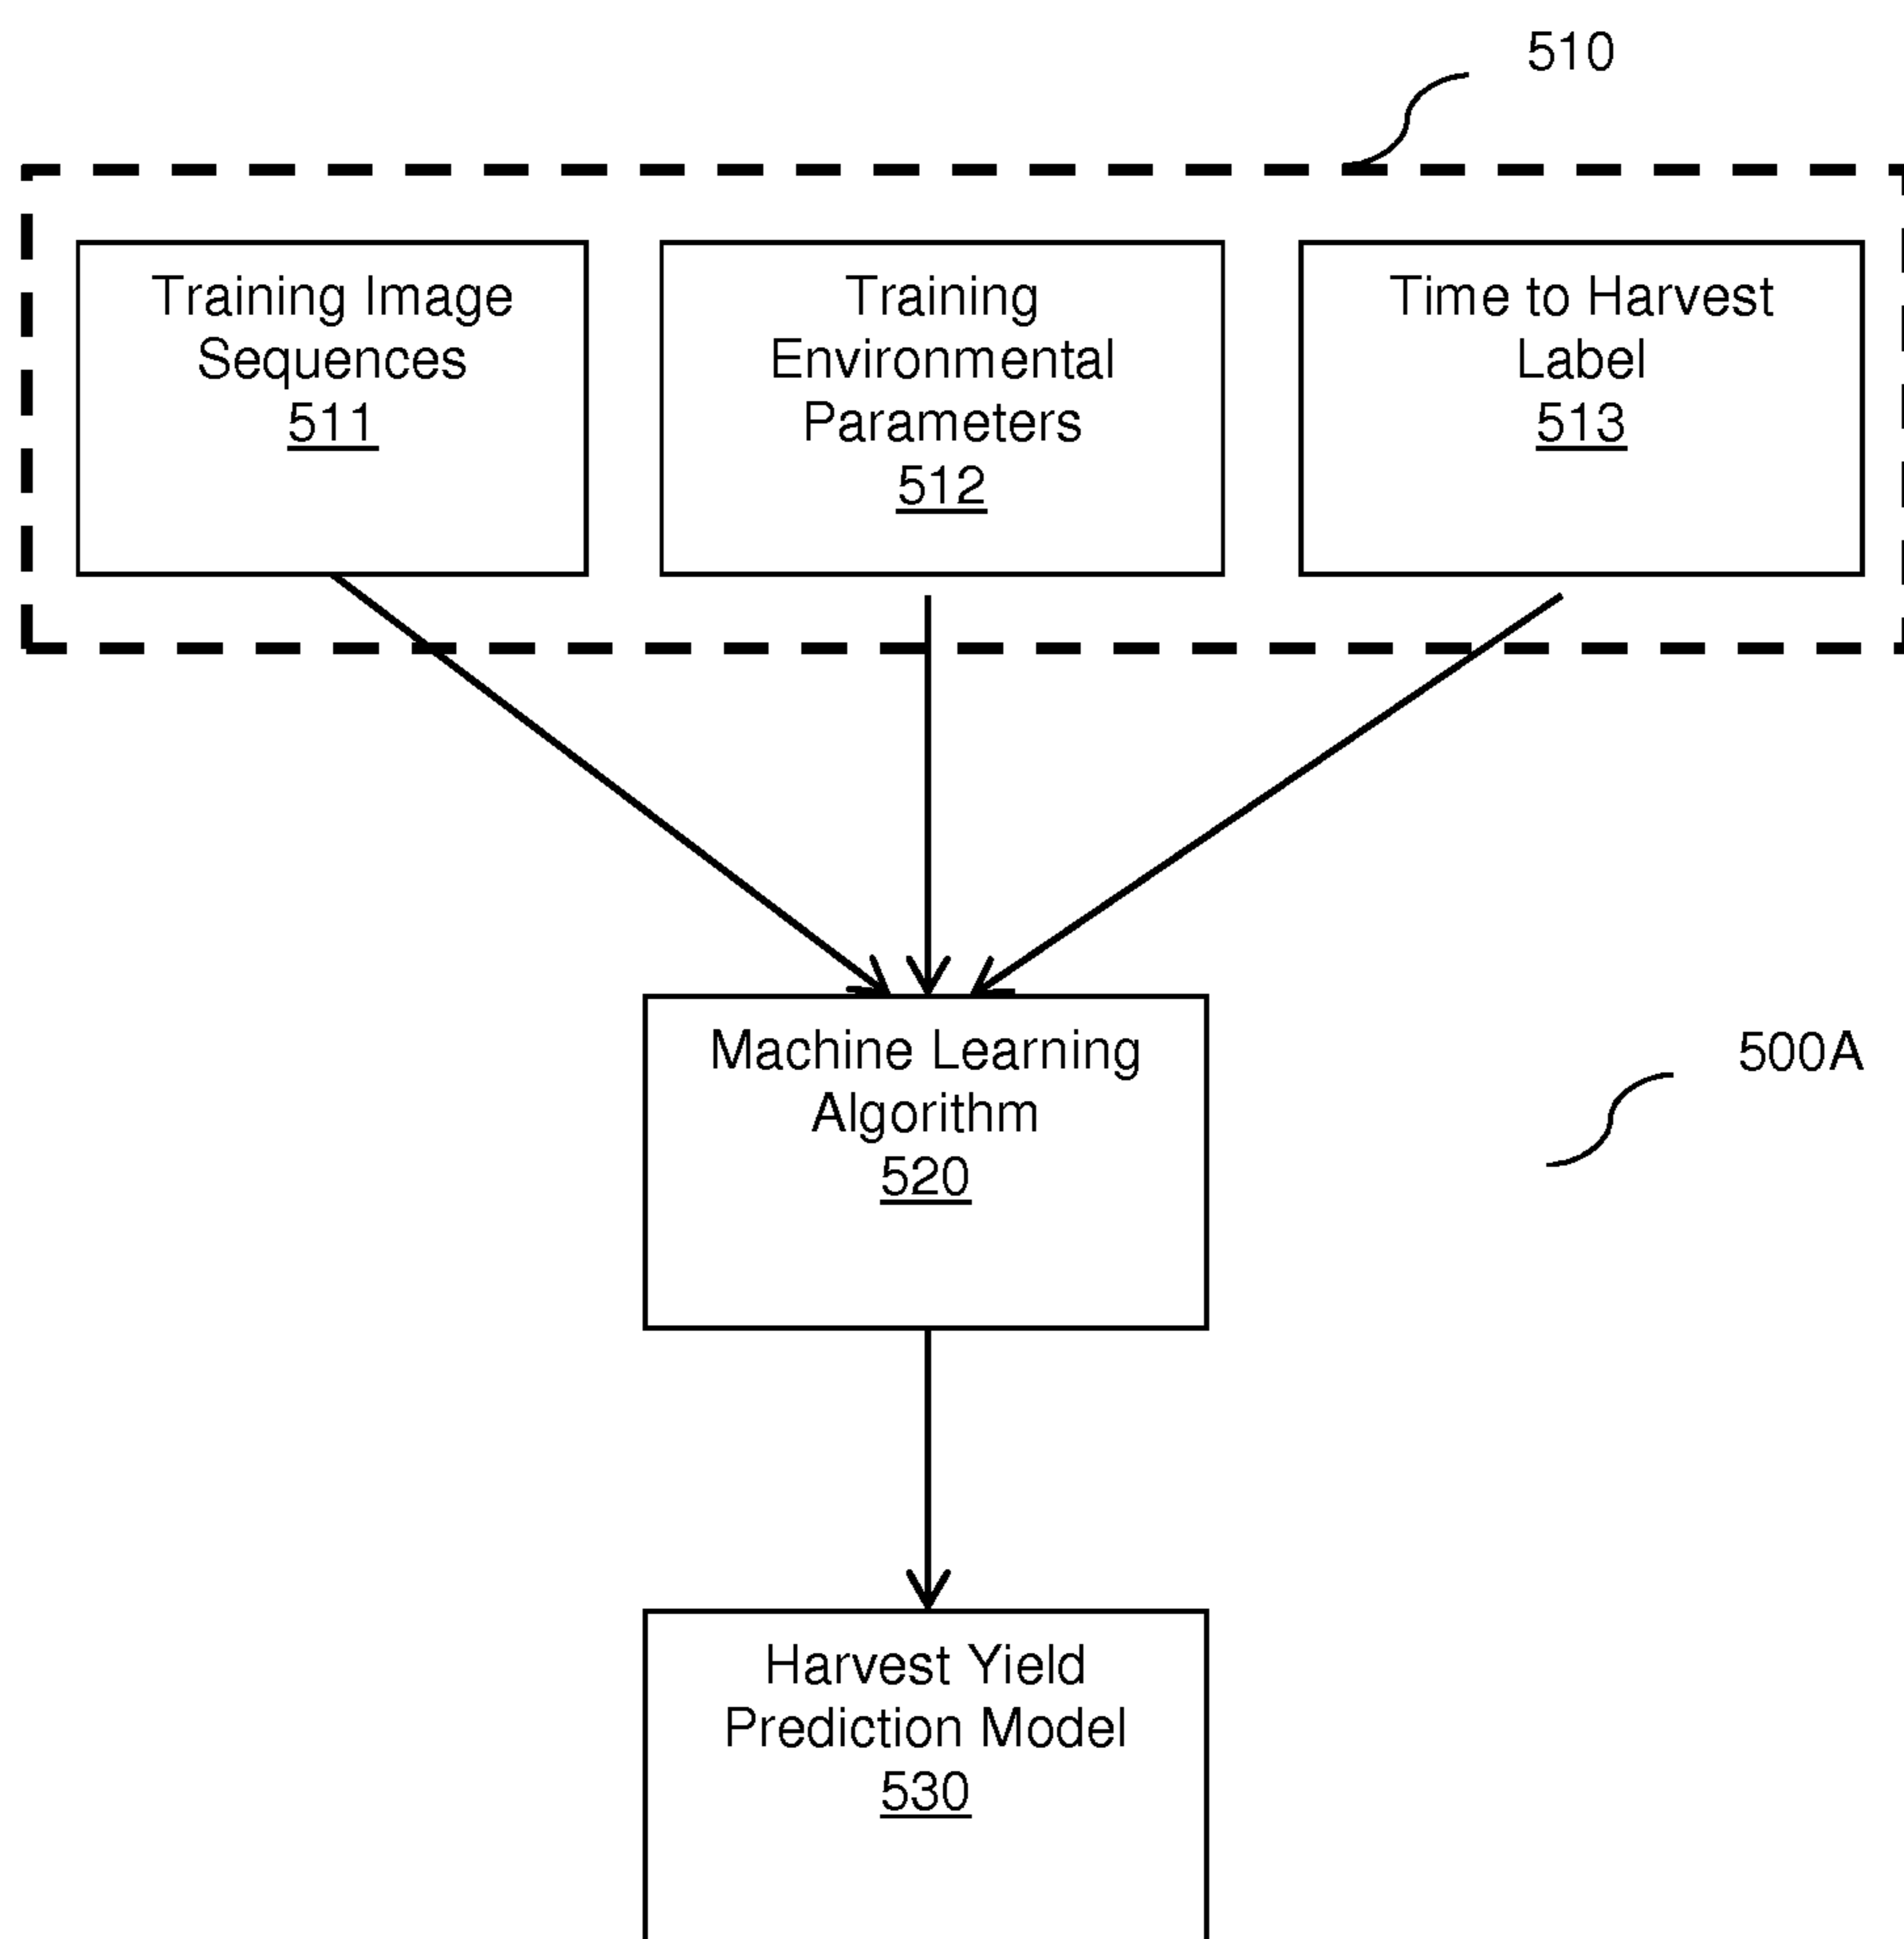 510
Training Image
Sequences
511
Training
Environmental
Parameters
512
Time to Harvest
Label
513
Machine Learning
Algorithm
520
500A
Harvest Yield
Prediction Model
530